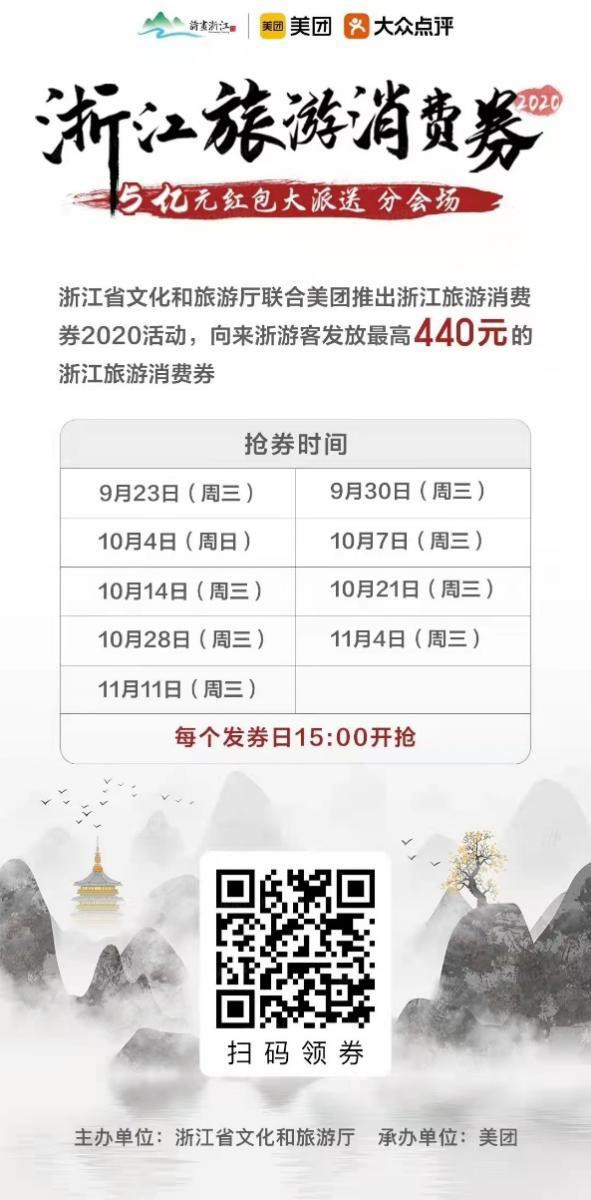 诗画浙江 美团 美团 大众点评
浙江旅游消费券 2020
5亿元红包大派送 分会场
浙江省文化和旅游厅联合美团推出浙江旅游消费
券2020活动，向来浙游客发放最高440元的
浙江旅游消费券
抢券时间
9月23日（周三） 9月30日（周三）
10月4日（周日） 10月7日（周三）
10月14日（周三） 10月21日（周三）
10月28日（周三） 11月4日（周三）
11月11日（周三）
每个发券日15:00开抢
扫码领券
主办单位：浙江省文化和旅游厅 承办单位：美团